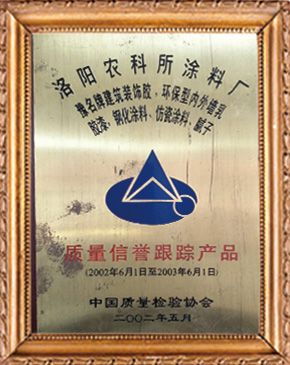 洛阳农科所涂料厂
豫名牌建筑装饰胶、环保型内外墙乳
胶漆、钢化涂料、仿瓷涂料、腻子
质量信誉跟踪产品
(2002年6月1日至2003年6月1日)
中国质量检验协会
二〇〇二年五月